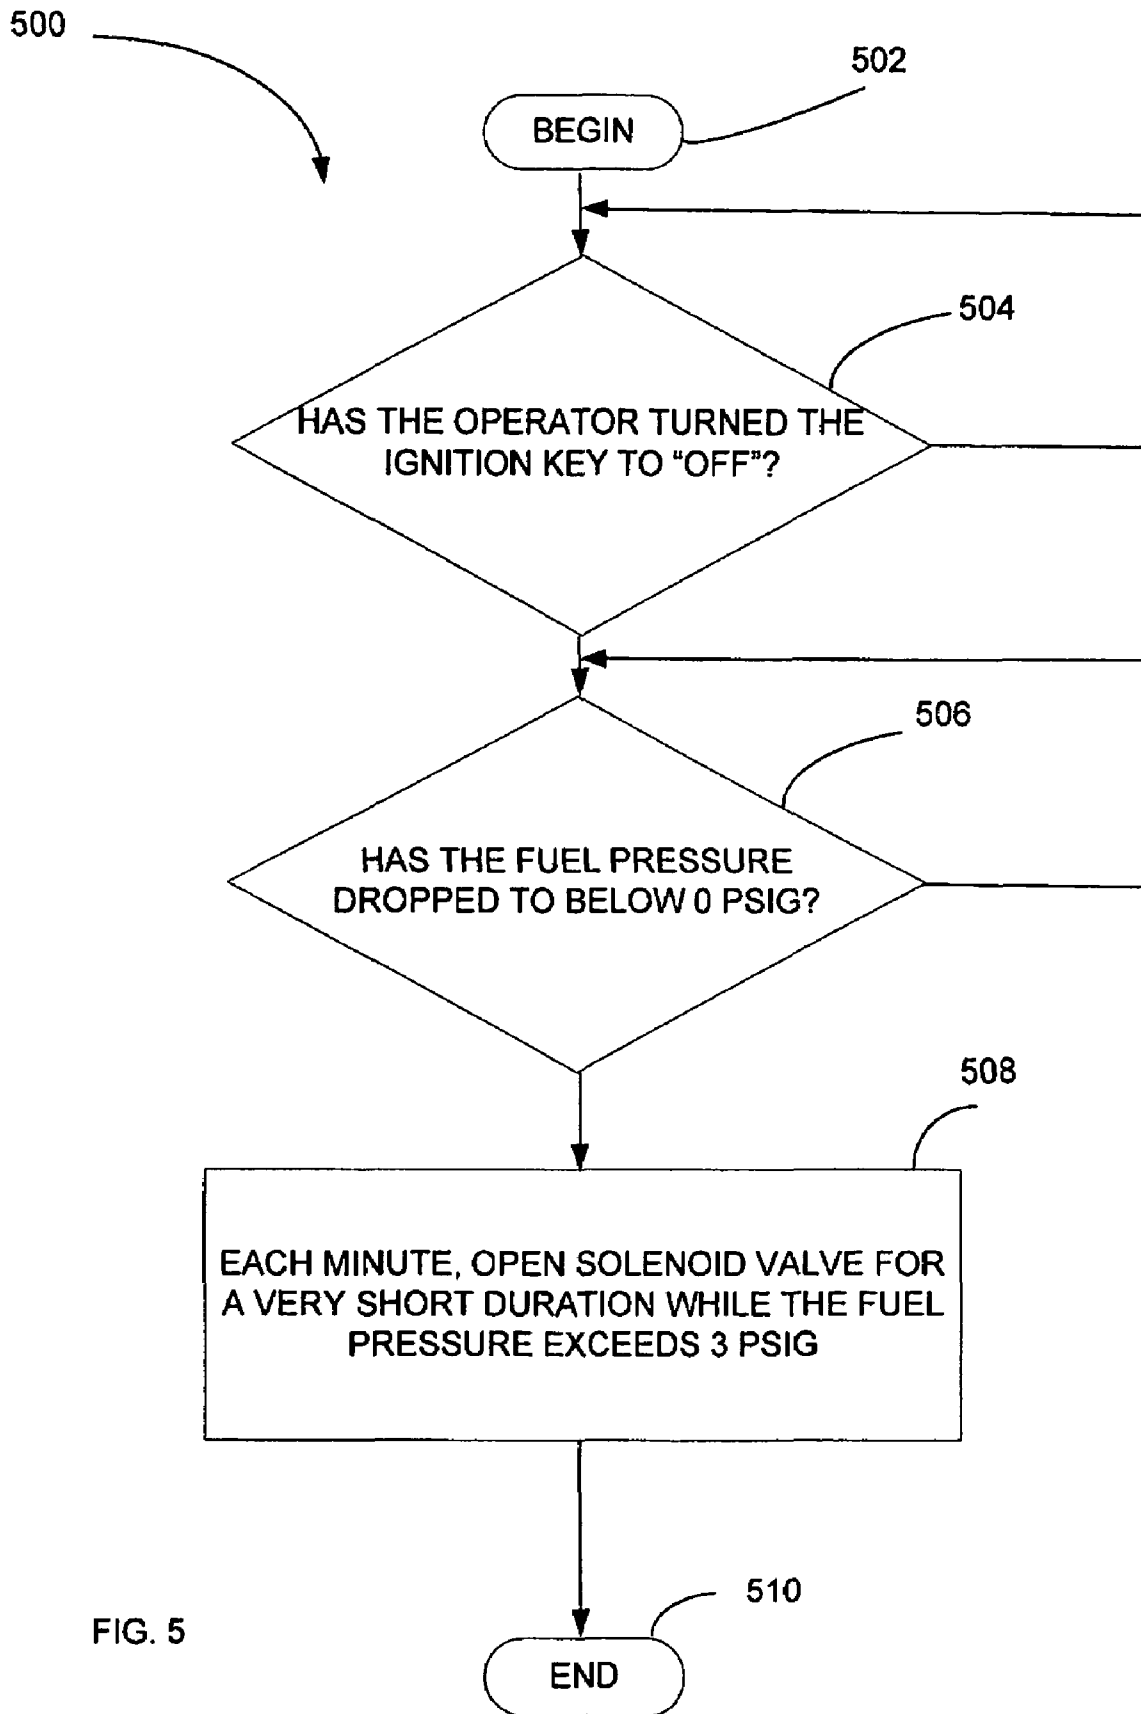 500
502
BEGIN
504
HAS THE OPERATOR TURNED THE
IGNITION KEY TO “OFF”?
506
HAS THE FUEL PRESSURE
DROPPED TO BELOW 0 PSIG?
508
EACH MINUTE, OPEN SOLENOID VALVE FOR
A VERY SHORT DURATION WHILE THE FUEL
PRESSURE EXCEEDS 3 PSIG
510
FIG. 5
END